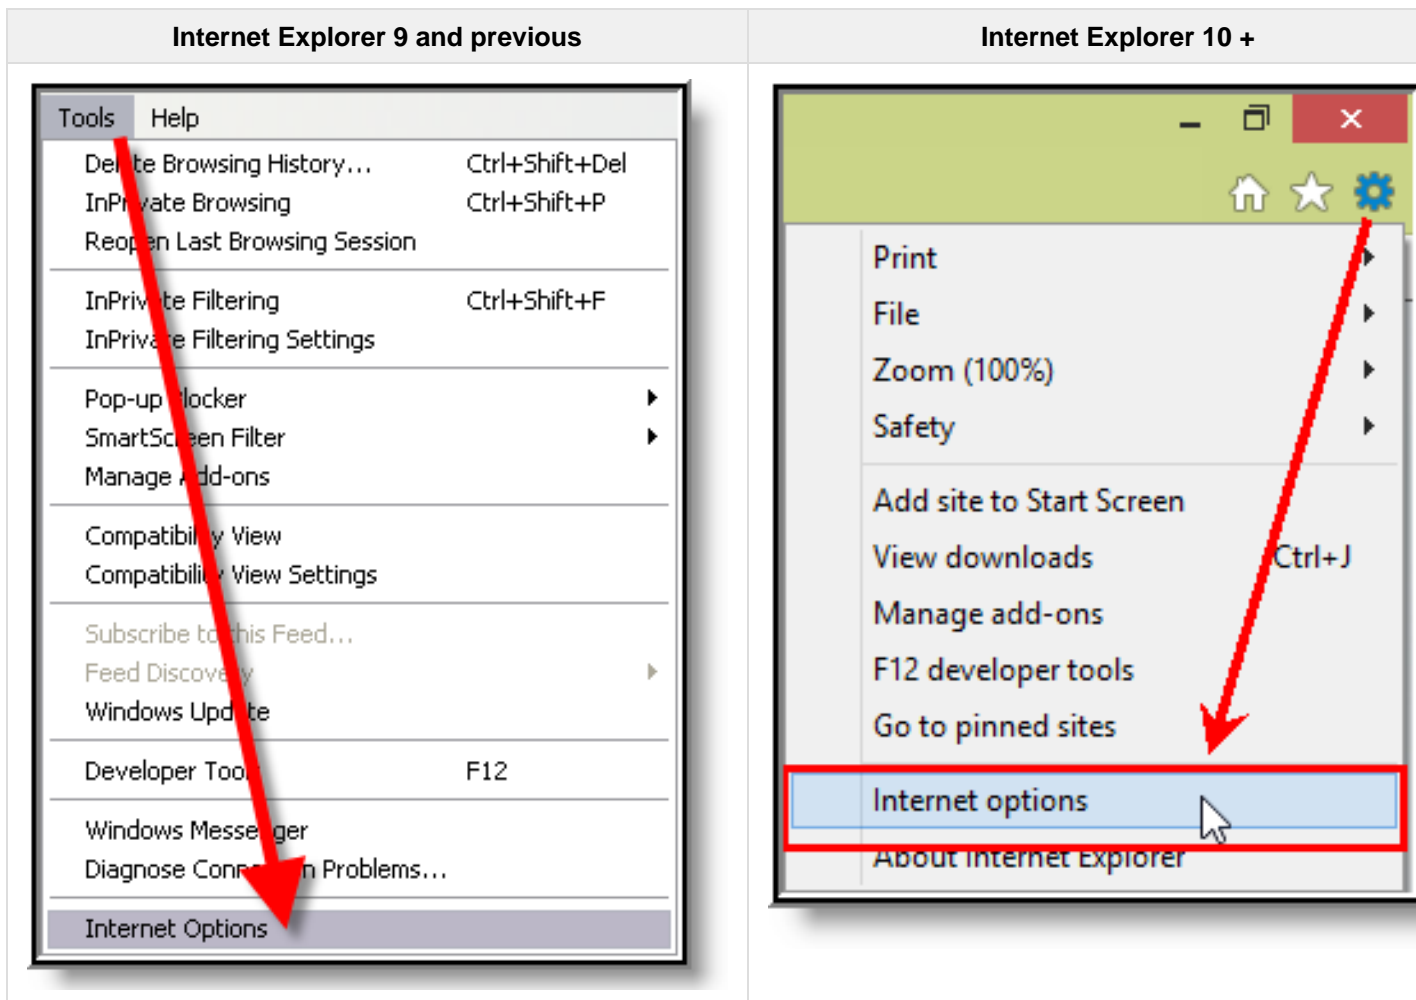 Internet Explorer 9 and previous
Tools Help
Delete Browsing History... Ctrl+Shift+Del
InPrivate Browsing Ctrl+Shift+P
Reopen Last Browsing Session
InPrivate Filtering Ctrl+Shift+F
InPrivate Filtering Settings
Pop-up Blocker
SmartScreen Filter
Manage Add-ons
Compatibility View
Compatibility View Settings
Subscribe to this Feed...
Feed Discovery
Windows Update
Developer Tools F12
Windows Messenger
Diagnose Connection Problems...
Internet Options
Internet Explorer 10 +
Print
File
Zoom (100%)
Safety
Add site to Start Screen
View downloads Ctrl+J
Manage add-ons
F12 developer tools
Go to pinned sites
Internet options
About Internet Explorer